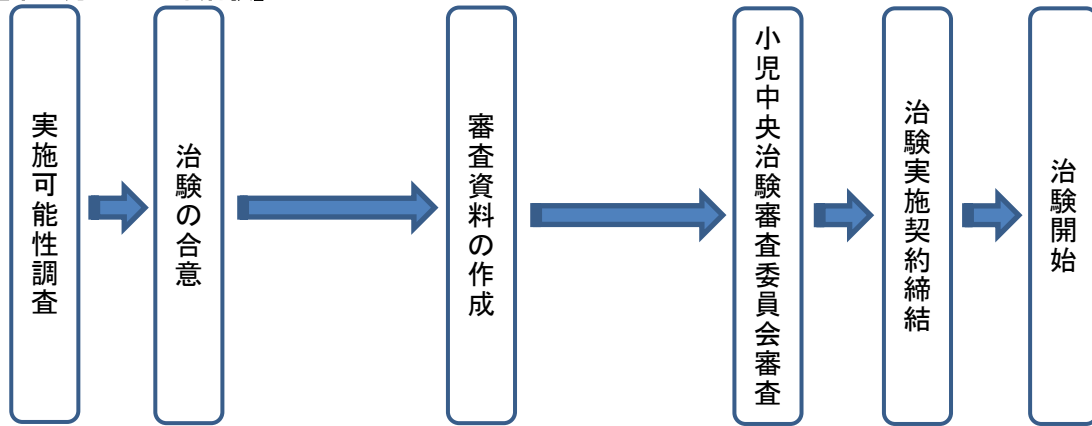 実施可能性調査
治験の合意
審査資料の作成
小児中央治験審査委員会審査
治験実施契約締結
治験開始